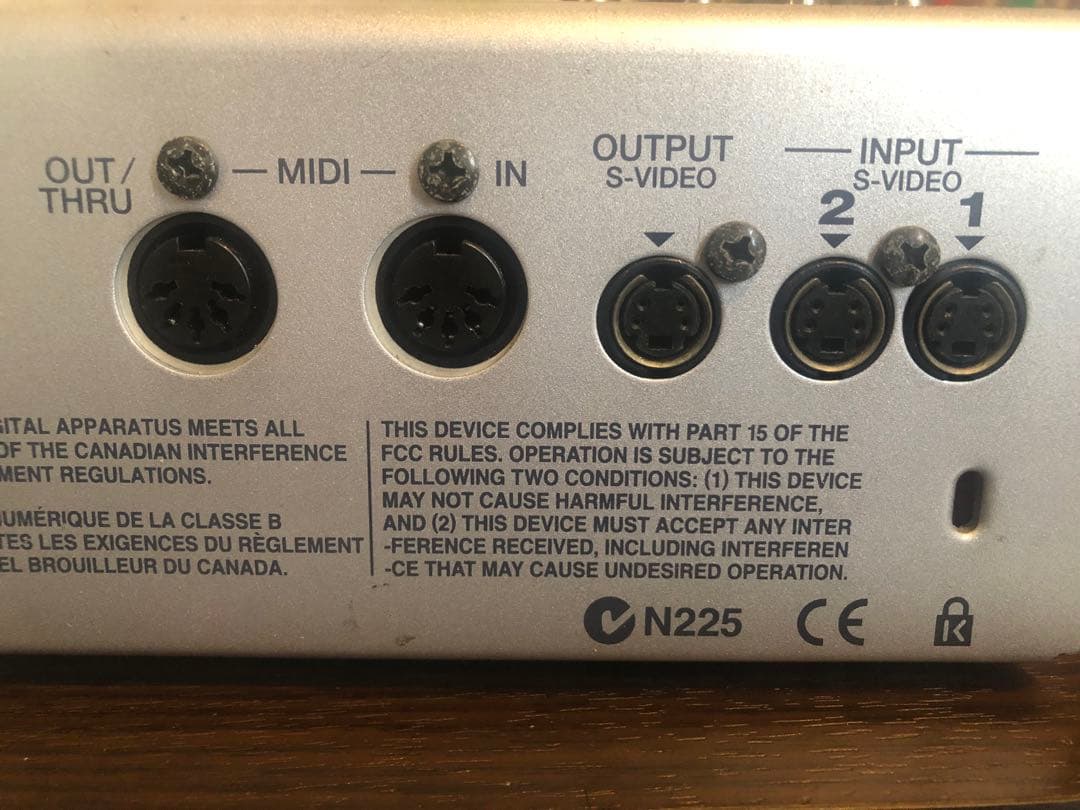 OUT/
THRU
MIDI
IN
OUTPUT
S-VIDEO
INPUT
S-VIDEO
2
1
GITAL APPARATUS MEETS ALL
OF THE CANADIAN INTERFERENCE
MENT REGULATIONS.
NUMÉRIQUE DE LA CLASSE B
TES LES EXIGENCES DU RÈGLEMENT
EL BROUILLEUR DU CANADA.
THIS DEVICE COMPLIES WITH PART 15 OF THE
FCC RULES. OPERATION IS SUBJECT TO THE
FOLLOWING TWO CONDITIONS: (1) THIS DEVICE
MAY NOT CAUSE HARMFUL INTERFERENCE,
AND (2) THIS DEVICE MUST ACCEPT ANY INTER
-FERENCE RECEIVED, INCLUDING INTERFEREN
-CE THAT MAY CAUSE UNDESIRED OPERATION.
N225
CE
K